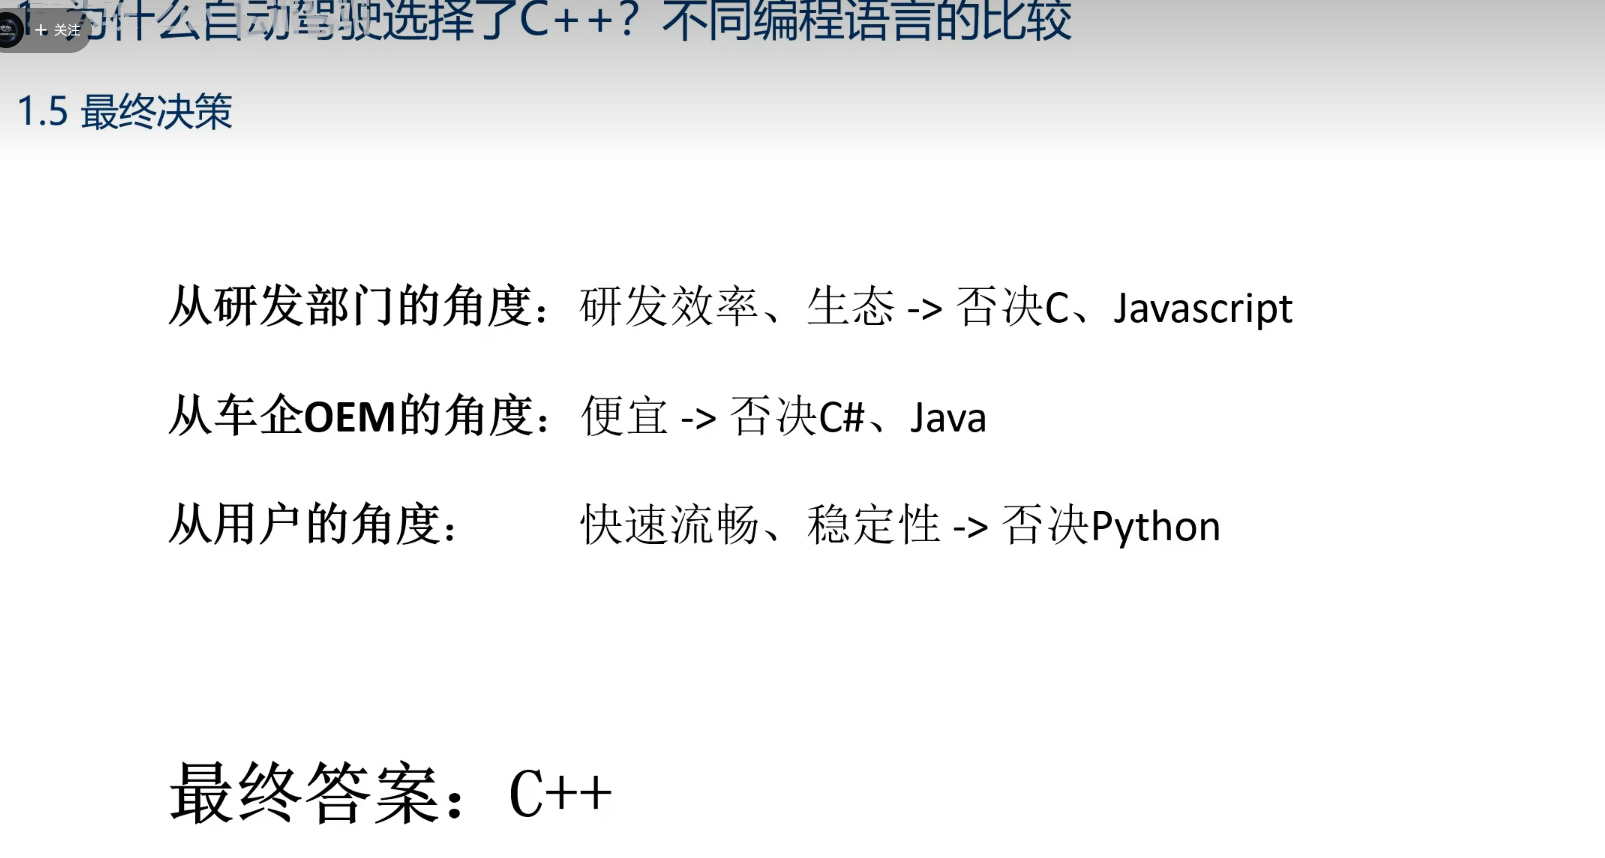 1. 为什么自动驾驶选择了C++？不同编程语言的比较
+ 关注
1.5 最终决策
从研发部门的角度：研发效率、生态 -> 否决C、Javascript
从车企OEM的角度：便宜 -> 否决C#、Java
从用户的角度： 快速流畅、稳定性 -> 否决Python
最终答案：C++